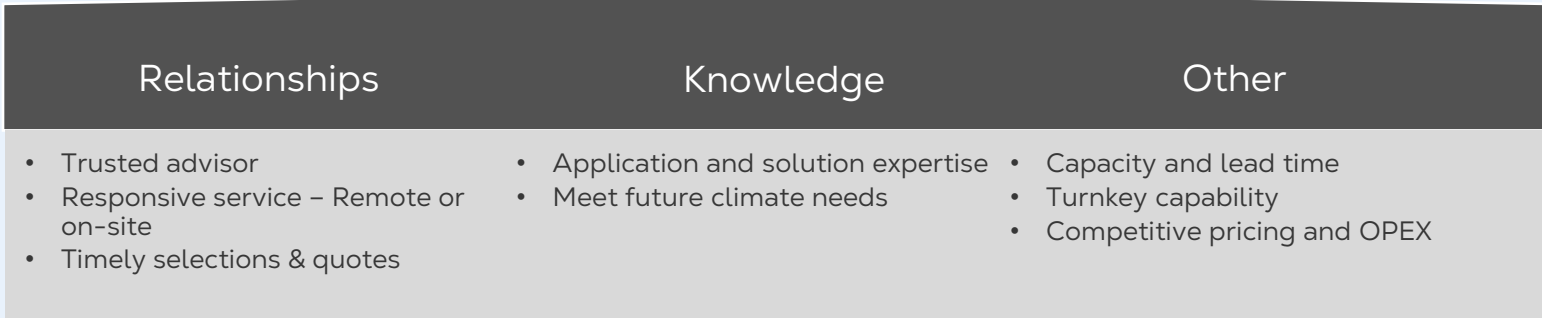 Relationships
• Trusted advisor
• Responsive service – Remote or
on-site
• Timely selections & quotes
Knowledge
• Application and solution expertise
• Meet future climate needs
Other
• Capacity and lead time
• Turnkey capability
• Competitive pricing and OPEX